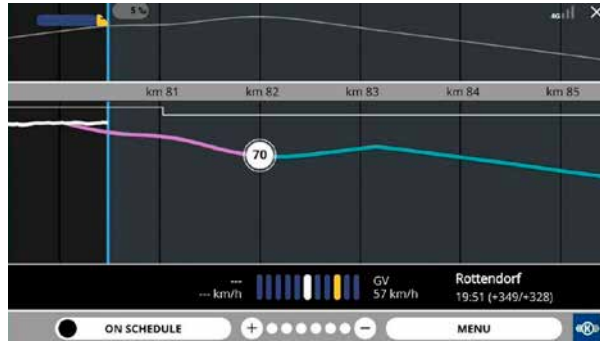 5 ‰
4G
km 81 km 82 km 83 km 84 km 85
70
--- GV Rottendorf
--- km/h 57 km/h 19:51 (+349/+328)
ON SCHEDULE + − MENU K